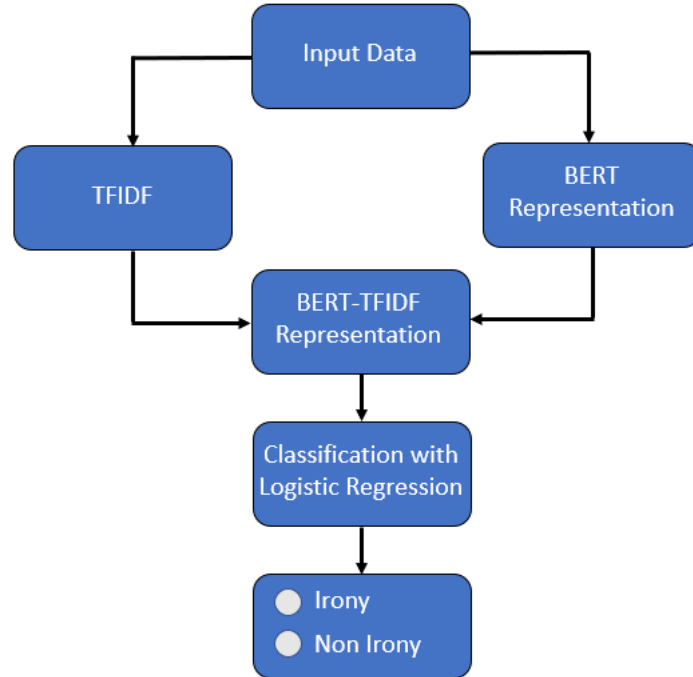 Input Data
TFIDF
BERT
Representation
BERT-TFIDF
Representation
Classification with
Logistic Regression
Irony
Non Irony